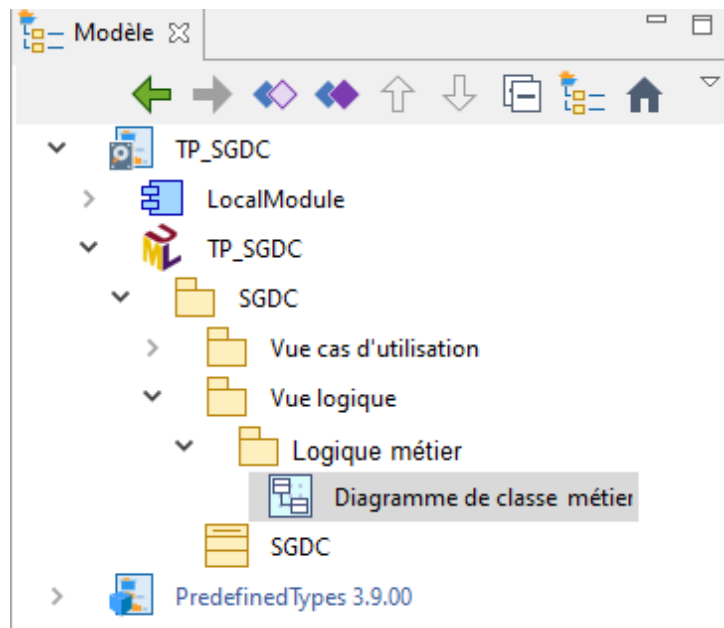 Modèle
TP_SGDC
LocalModule
TP_SGDC
SGDC
Vue cas d'utilisation
Vue logique
Logique métier
Diagramme de classe métier
SGDC
PredefinedTypes 3.9.00